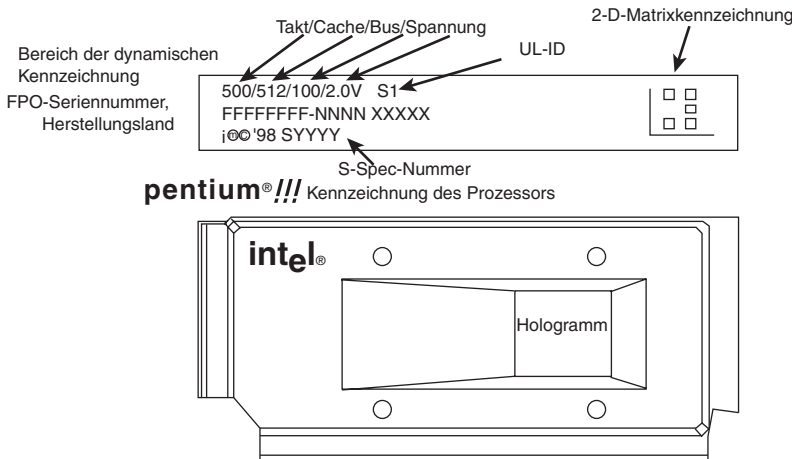 Takt/Cache/Bus/Spannung
2-D-Matrixkennzeichnung
UL-ID
Bereich der dynamischen
Kennzeichnung
FPO-Seriennummer,
Herstellungsland
500/512/100/2.0V S1
FFFFFFFF-NNNN XXXXX
i ⓜ© '98 SYYYY
S-Spec-Nummer
pentium® /// Kennzeichnung des Prozessors
intel®
Hologramm